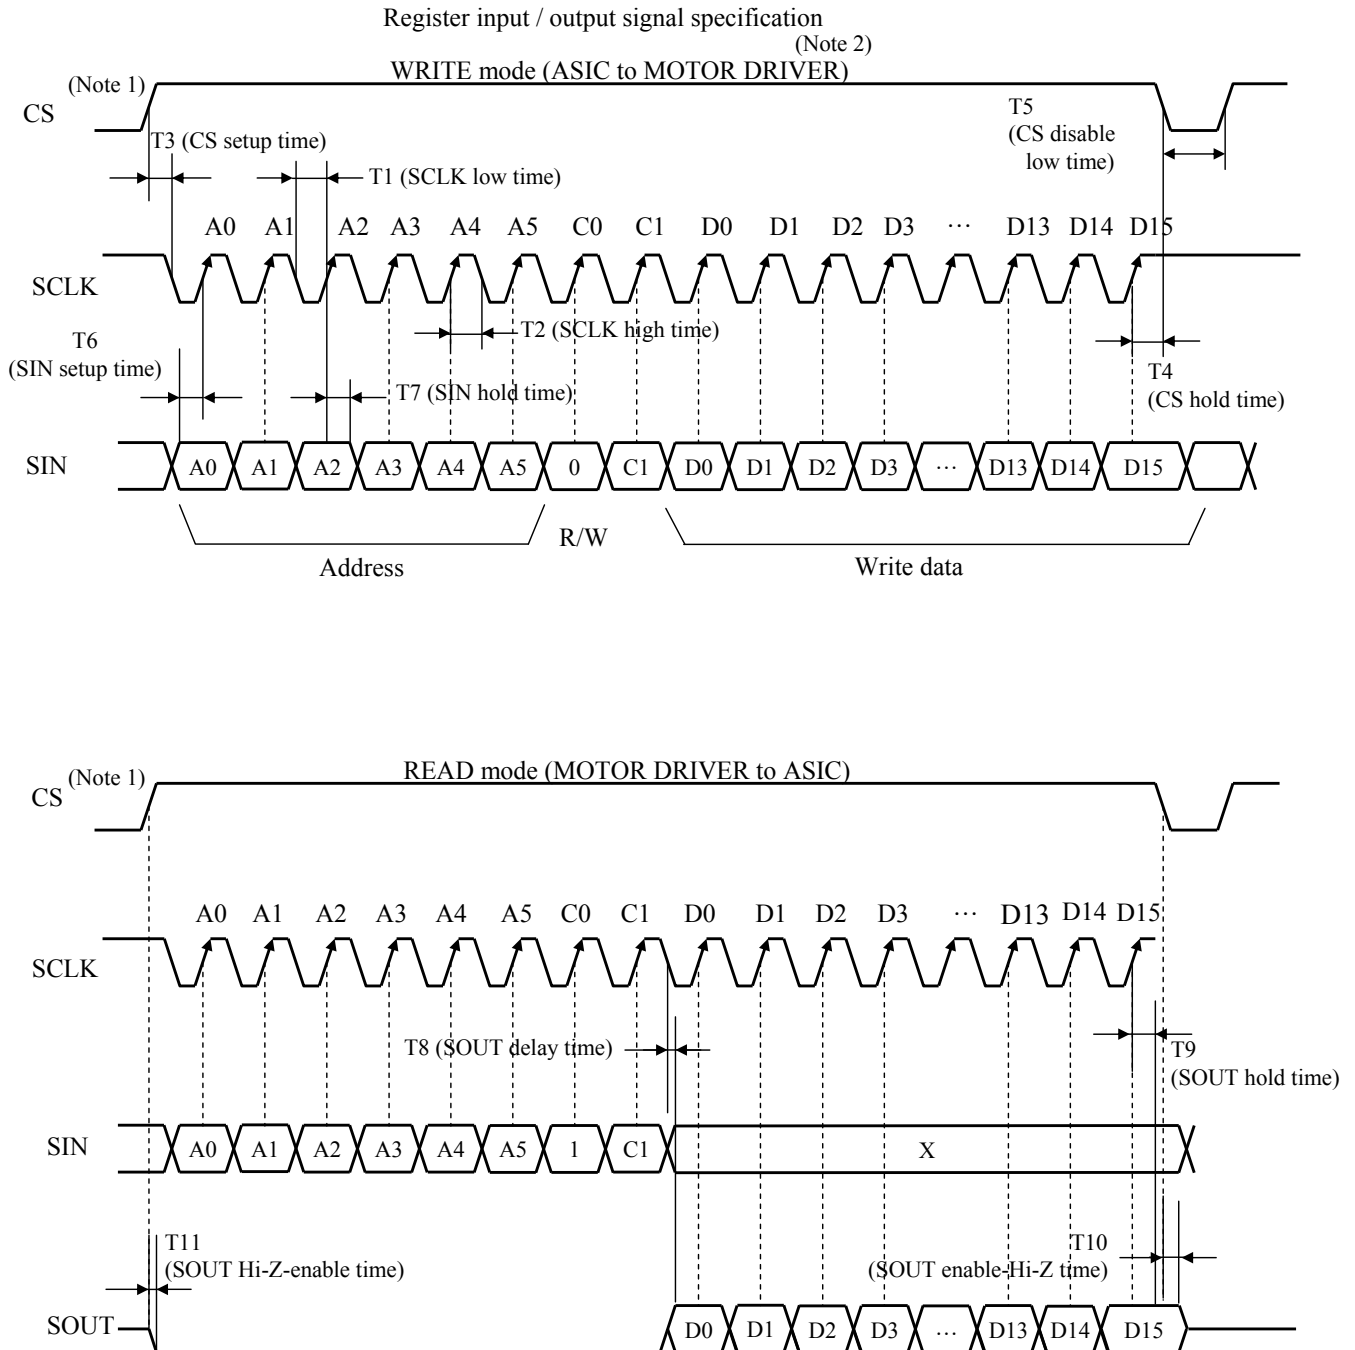 Register input / output signal specification
(Note 2)
WRITE mode (ASIC to MOTOR DRIVER)
(Note 1)
CS
T5
(CS disable
low time)
T3 (CS setup time)
T1 (SCLK low time)
A0 A1 A2 A3 A4 A5 C0 C1 D0 D1 D2 D3 ... D13 D14 D15
SCLK
T2 (SCLK high time)
T6
(SIN setup time)
T7 (SIN hold time)
T4
(CS hold time)
SIN A0 A1 A2 A3 A4 A5 0 C1 D0 D1 D2 D3 ... D13 D14 D15
R/W
Address Write data
READ mode (MOTOR DRIVER to ASIC)
(Note 1)
CS
A0 A1 A2 A3 A4 A5 C0 C1 D0 D1 D2 D3 ... D13 D14 D15
SCLK
T8 (SOUT delay time)
T9
(SOUT hold time)
SIN A0 A1 A2 A3 A4 A5 1 C1 X
T11
(SOUT Hi-Z-enable time)
T10
(SOUT enable-Hi-Z time)
SOUT D0 D1 D2 D3 ... D13 D14 D15